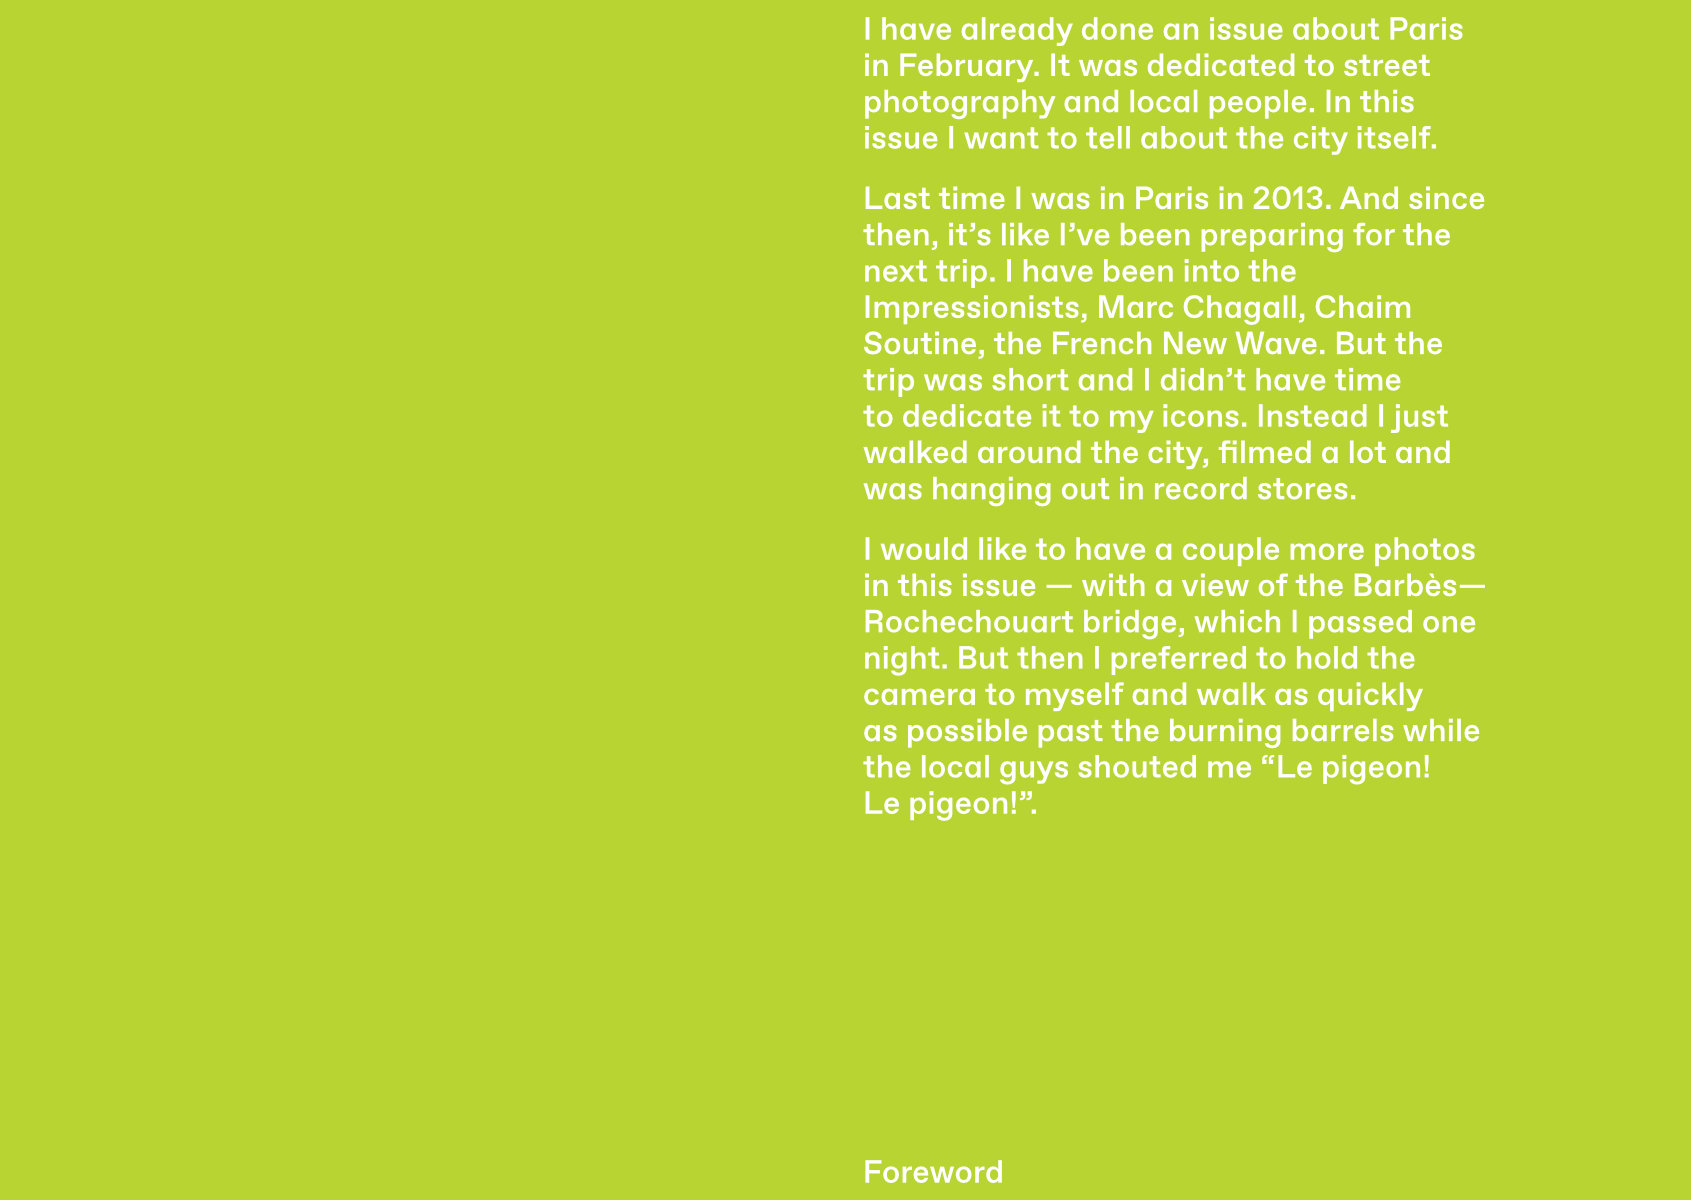 I have already done an issue about Paris
in February. It was dedicated to street
photography and local people. In this
issue I want to tell about the city itself.
Last time I was in Paris in 2013. And since
then, it’s like I’ve been preparing for the
next trip. I have been into the
Impressionists, Marc Chagall, Chaim
Soutine, the French New Wave. But the
trip was short and I didn’t have time
to dedicate it to my icons. Instead I just
walked around the city, filmed a lot and
was hanging out in record stores.
I would like to have a couple more photos
in this issue — with a view of the Barbès—
Rochechouart bridge, which I passed one
night. But then I preferred to hold the
camera to myself and walk as quickly
as possible past the burning barrels while
the local guys shouted me “Le pigeon!
Le pigeon!”.
Foreword